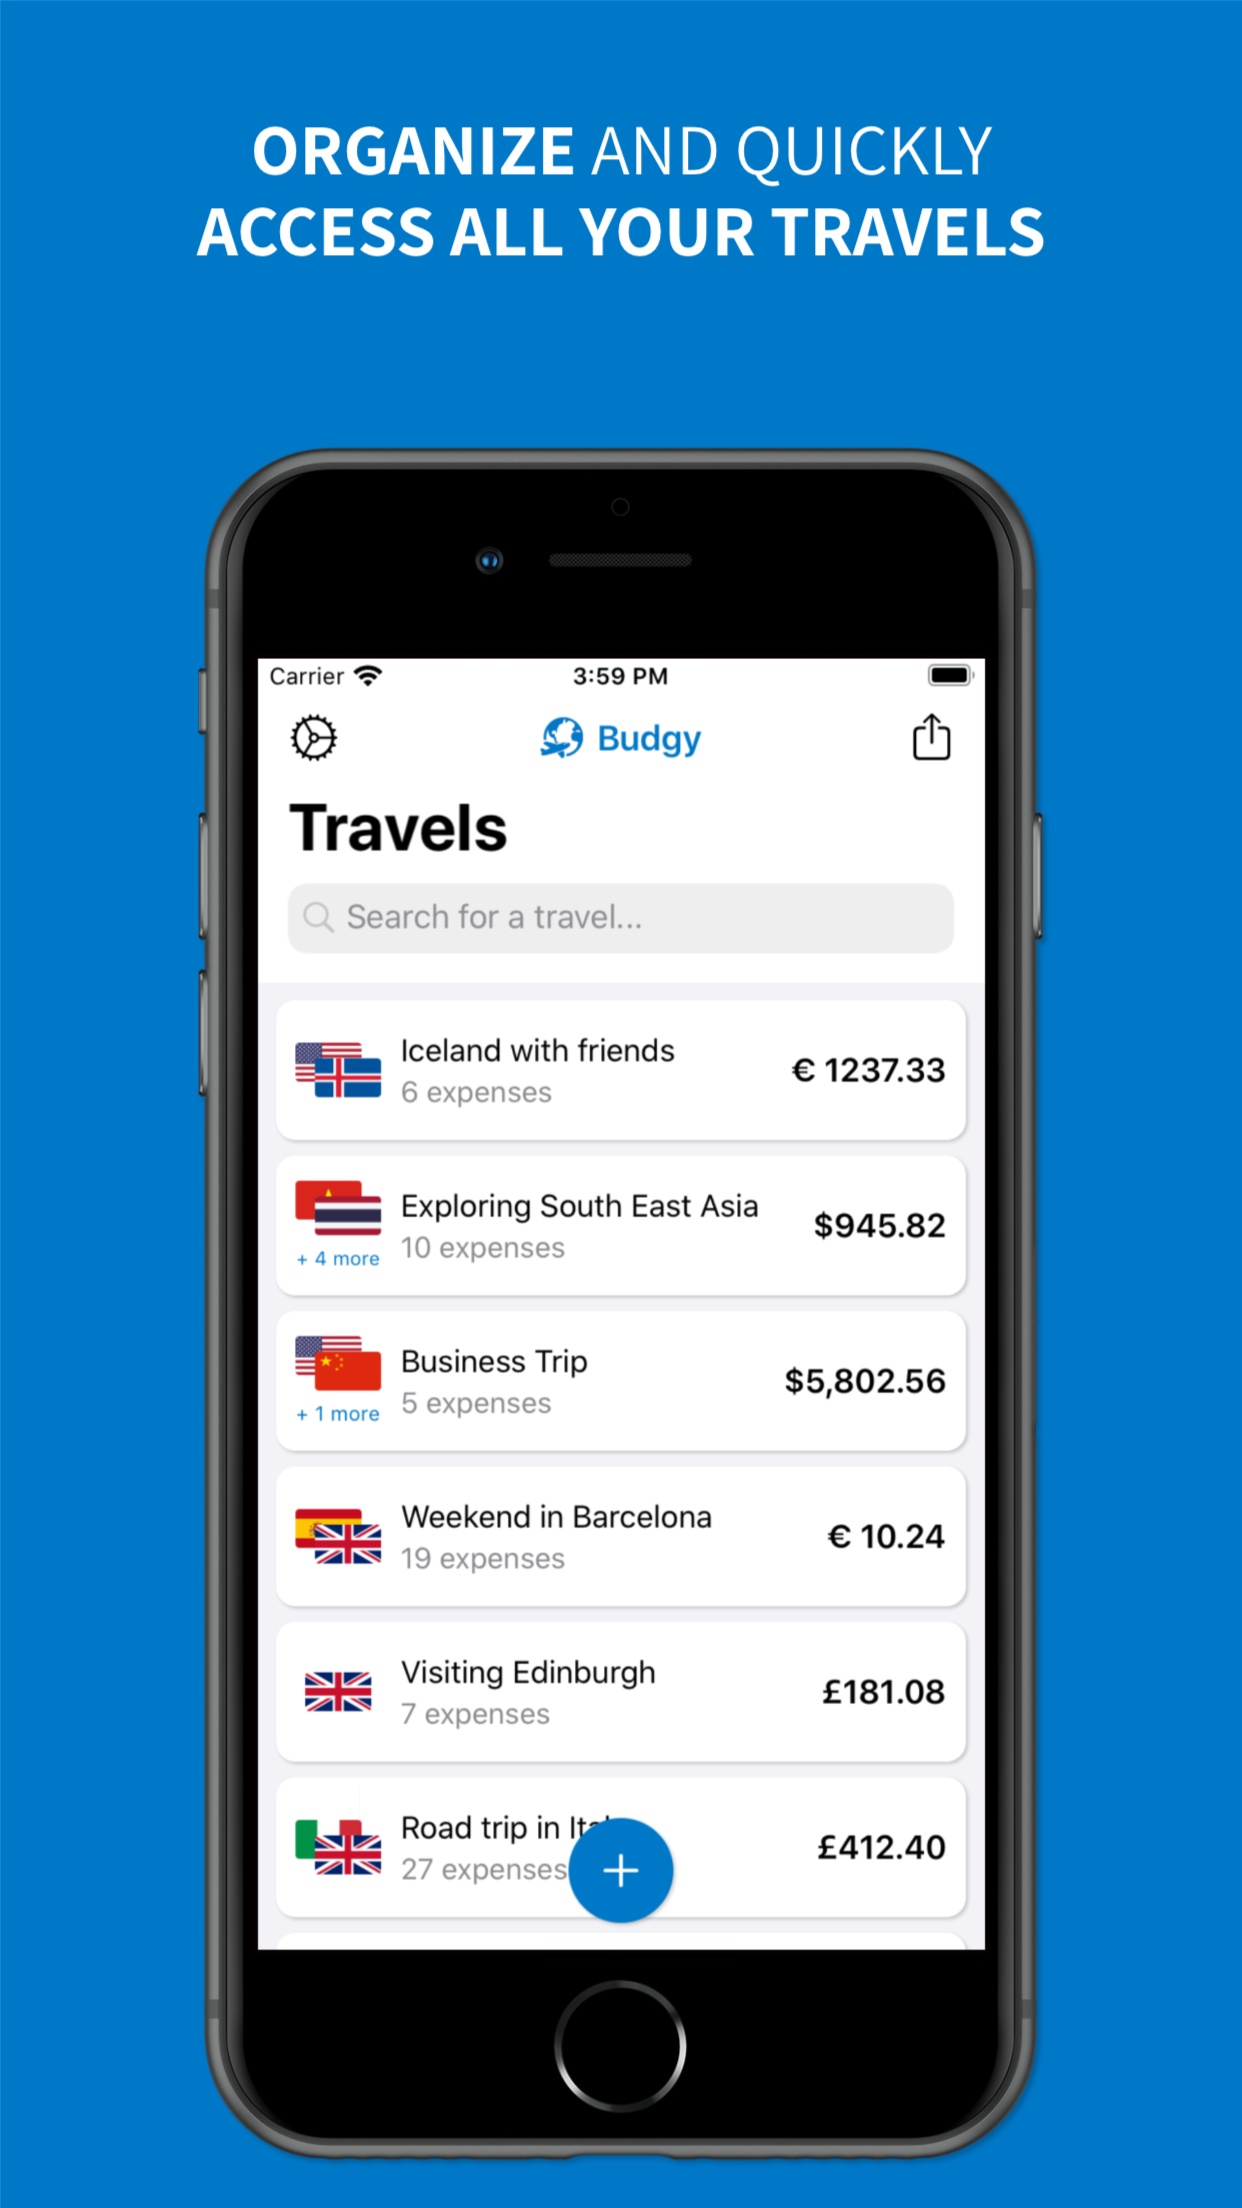 ORGANIZE AND QUICKLY
ACCESS ALL YOUR TRAVELS
Carrier 3:59 PM
Budgy
Travels
Search for a travel...
Iceland with friends
6 expenses
€ 1237.33
Exploring South East Asia
+ 4 more
10 expenses
$945.82
Business Trip
+ 1 more
5 expenses
$5,802.56
Weekend in Barcelona
19 expenses
€ 10.24
Visiting Edinburgh
7 expenses
£181.08
Road trip in
27 expenses
£412.40
+